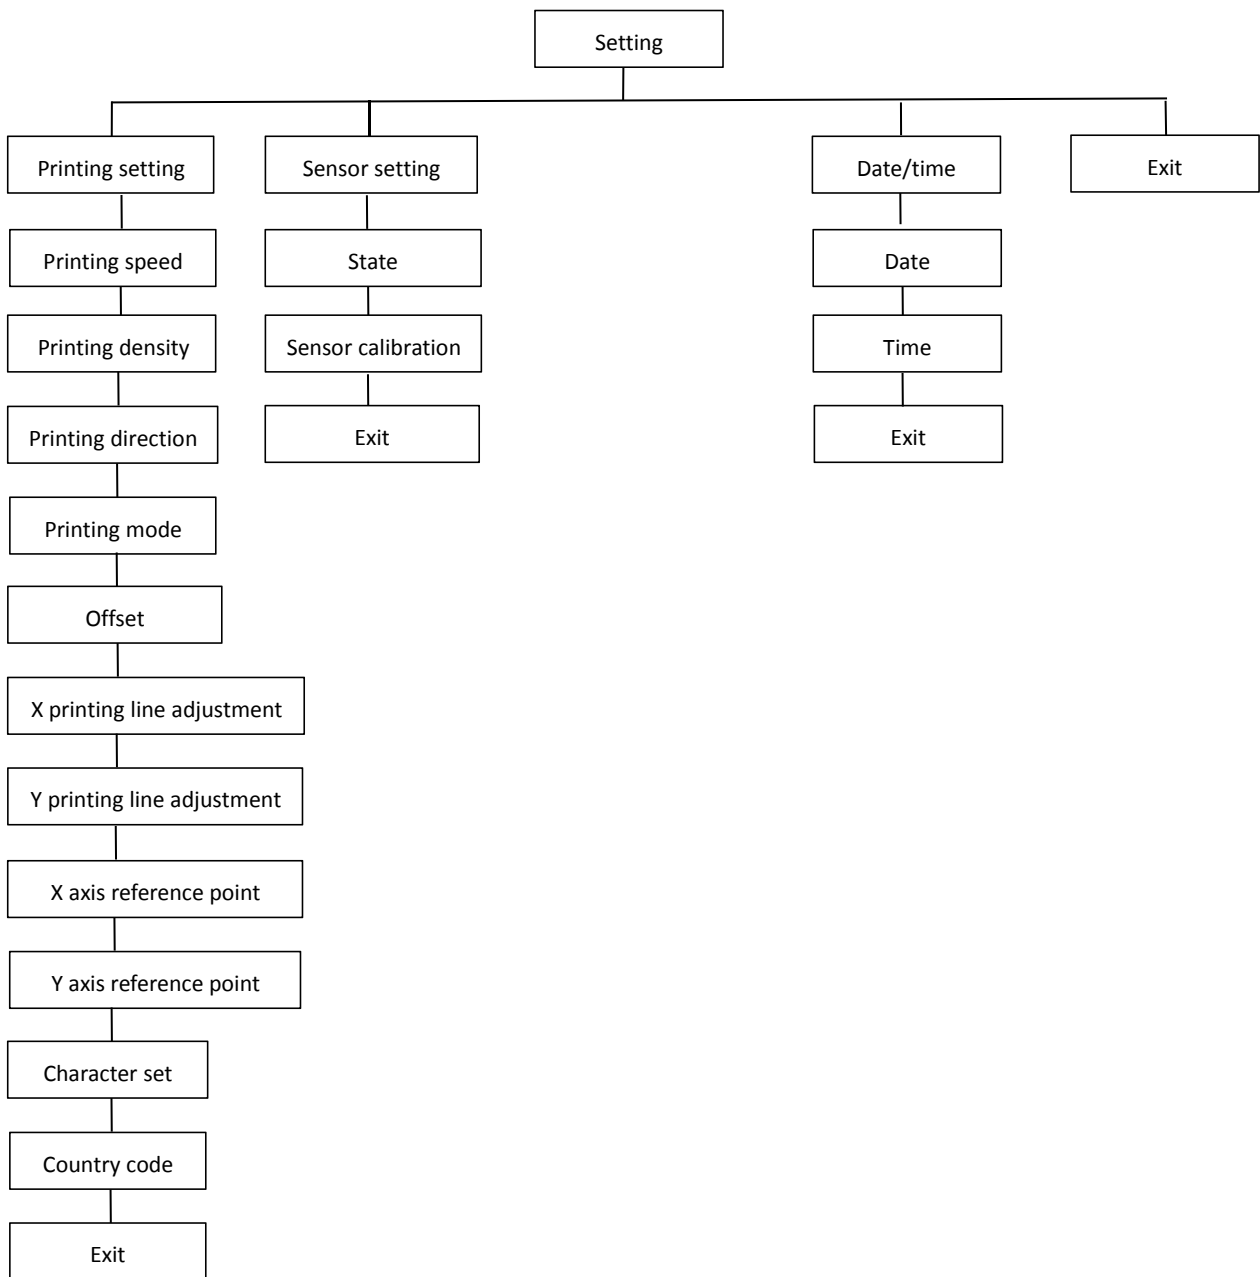 Setting
Printing setting
Sensor setting
Date/time
Exit
Printing speed
State
Date
Printing density
Sensor calibration
Time
Printing direction
Exit
Exit
Printing mode
Offset
X printing line adjustment
Y printing line adjustment
X axis reference point
Y axis reference point
Character set
Country code
Exit